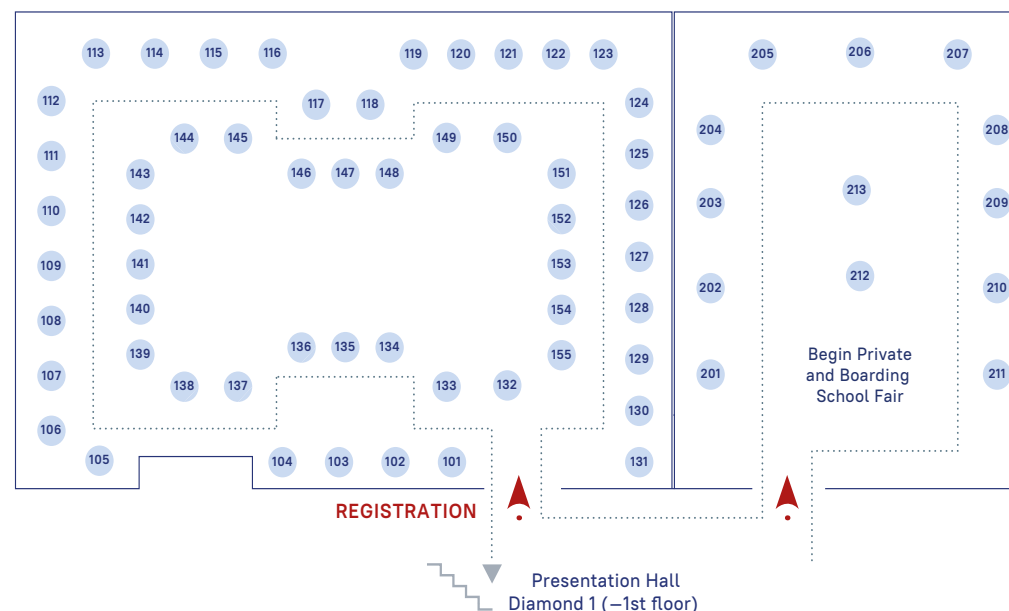 113 114 115 116 119 120 121 122 123 205 206 207
112 117 118 124
144 145 149 150 204 208
111 143 146 147 148 151 125
110 142 152 126 203 213 209
109 141 153 127 212
108 140 154 128 202 210
107 139 136 135 134 155 129 201 211
Begin Private
and Boarding
School Fair
138 137 133 132
106 130
105 104 103 102 101 131
REGISTRATION
Presentation Hall
Diamond 1 (–1st floor)